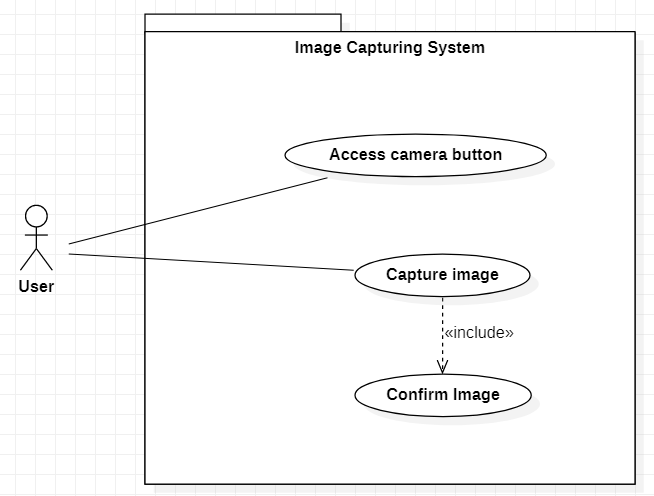 Image Capturing System
Access camera button
User
Capture image
«include»
Confirm Image